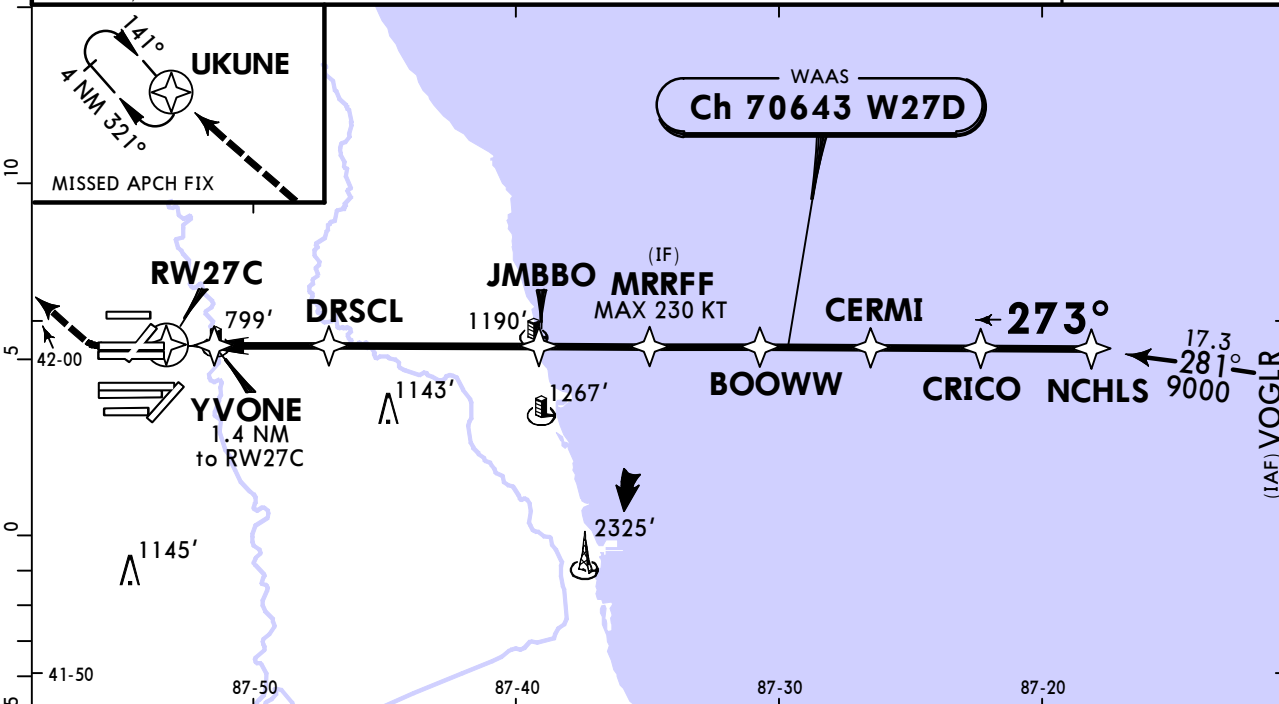 141°
UKUNE
4 NM 321°
MISSED APCH FIX
WAAS
Ch 70643 W27D
10
RW27C
799'
DRSCL
JMBBO
1190'
(IF)
MRRFF
MAX 230 KT
CERMI
273°
42-00
5
YVONE
1.4 NM
to RW27C
1143'
1267'
BOOWW
CRICO
NCHLS
17.3
281°
9000
(IAF) VOGLR
0
2325'
1145'
41-50
5
87-50
87-40
87-30
87-20